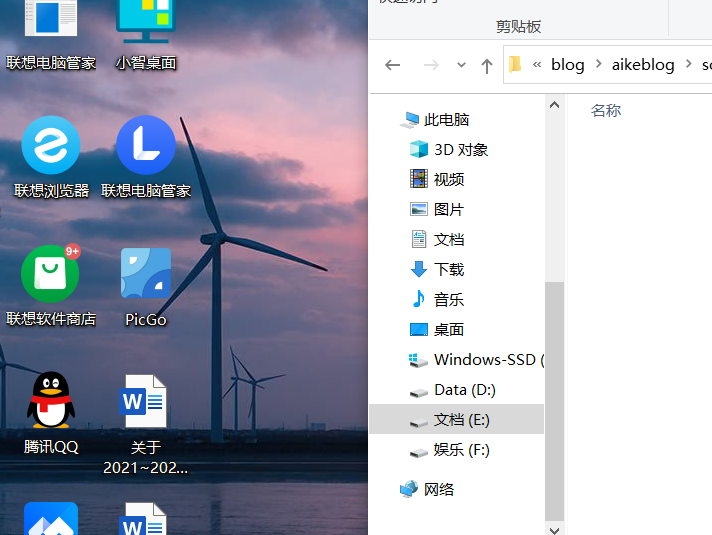 联想电脑管家
小智桌面
联想浏览器
联想电脑管家
9+
联想软件商店
PicGo
腾讯QQ
关于
2021~202...
剪贴板
« blog > aikeblog >
名称
此电脑
3D 对象
视频
图片
文档
下载
音乐
桌面
Windows-SSD (
Data (D:)
文档 (E:)
娱乐 (F:)
网络